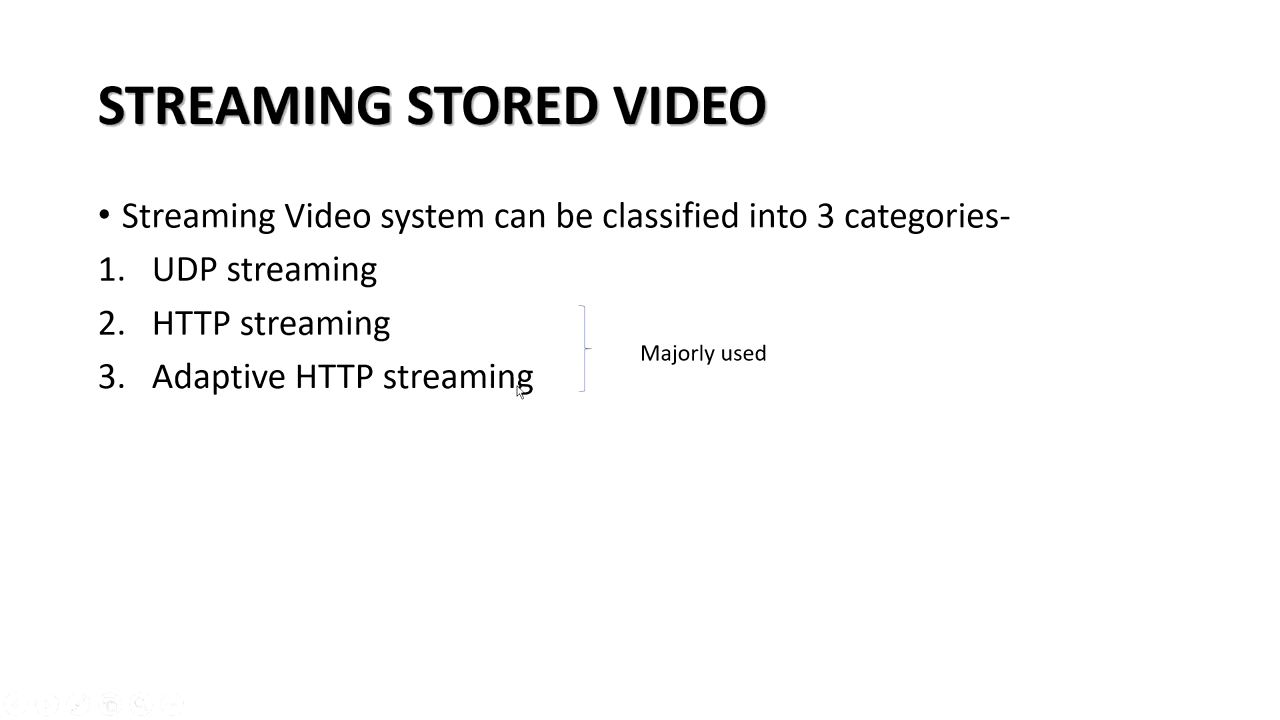 STREAMING STORED VIDEO
• Streaming Video system can be classified into 3 categories-
1. UDP streaming
2. HTTP streaming
3. Adaptive HTTP streaming
Majorly used